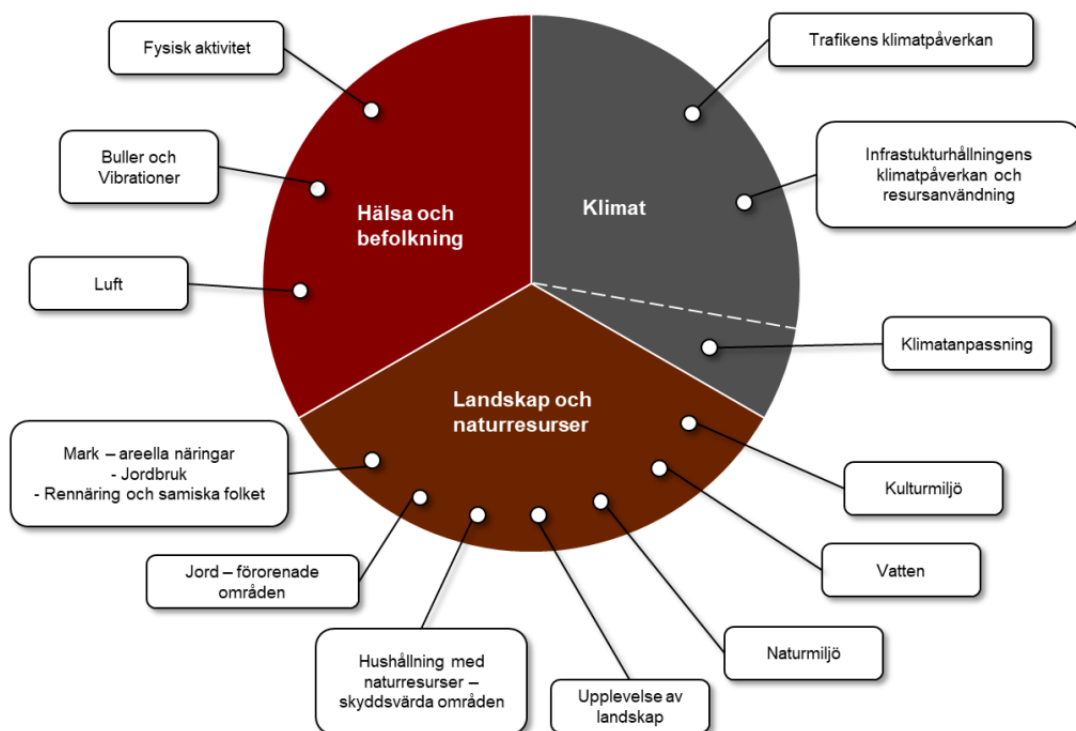 Fysisk aktivitet
Trafikens klimatpåverkan
Buller och
Vibrationer
Infrastukturhållningens
klimatpåverkan och
resursanvändning
Hälsa och
befolkning
Klimat
Luft
Klimatanpassning
Landskap och
naturresurser
Mark – areella näringar
- Jordbruk
- Rennäring och samiska folket
Kulturmiljö
Jord – förorenade
områden
Vatten
Hushållning med
naturresurser –
skyddsvärda områden
Naturmiljö
Upplevelse av
landskap